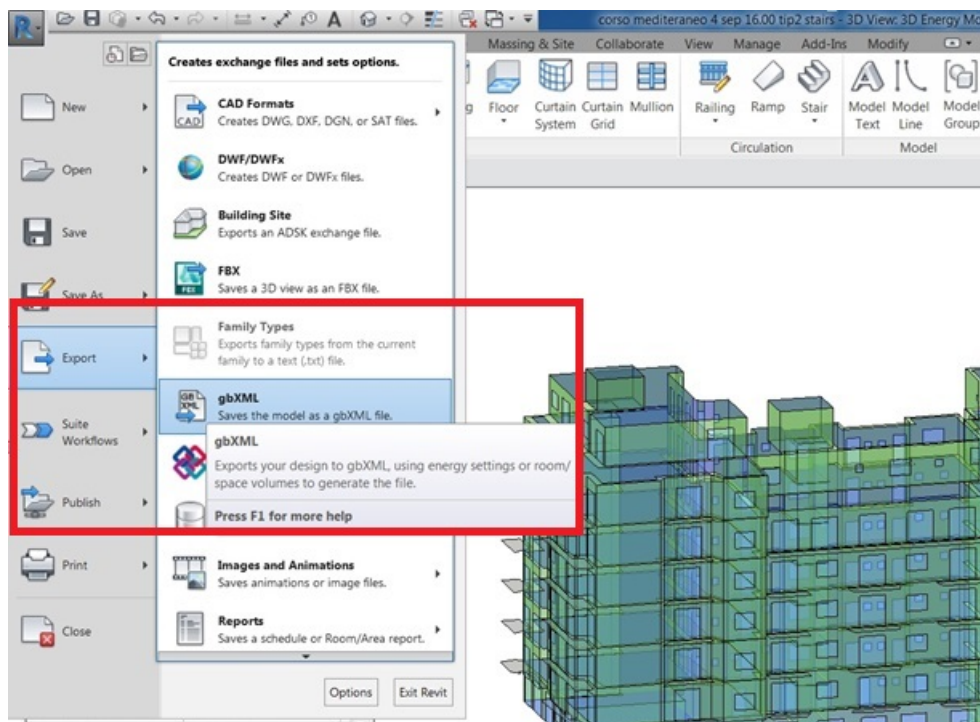 R
A
corso mediteraneo 4 sep 16.00 tip2 stairs - 3D View: 3D Energy Mo
Massing & Site Collaborate View Manage Add-Ins Modify
Floor Curtain System Curtain Grid Mullion Railing Ramp Stair Model Text Model Line Model Group
Circulation Model
New
Open
Save
Save As
Export
Suite Workflows
Publish
Print
Close
Creates exchange files and sets options.
CAD
CAD Formats
Creates DWG, DXF, DGN, or SAT files.
DWF/DWFx
Creates DWF or DWFx files.
Building Site
Exports an ADSK exchange file.
FBX
FBX
Saves a 3D view as an FBX file.
Family Types
Exports family types from the current
family to a text (.txt) file.
gbXML
Saves the model as a gbXML file.
gbXML
Exports your design to gbXML, using energy settings or room/
space volumes to generate the file.
Press F1 for more help
Images and Animations
Saves animations or image files.
Reports
Saves a schedule or Room/Area report.
Options Exit Revit